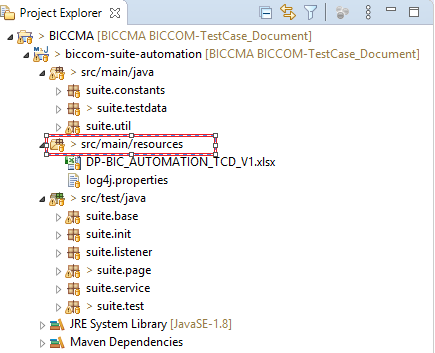 Project Explorer
> BICCMA [BICCMA BICCOM-TestCase_Document]
> biccom-suite-automation [BICCMA BICCOM-TestCase_Document]
> src/main/java
suite.constants
> suite.testdata
suite.util
> src/main/resources
DP-BIC_AUTOMATION_TCD_V1.xlsx
log4j.properties
> src/test/java
suite.base
suite.init
suite.listener
> suite.page
suite.service
> suite.test
JRE System Library [JavaSE-1.8]
Maven Dependencies